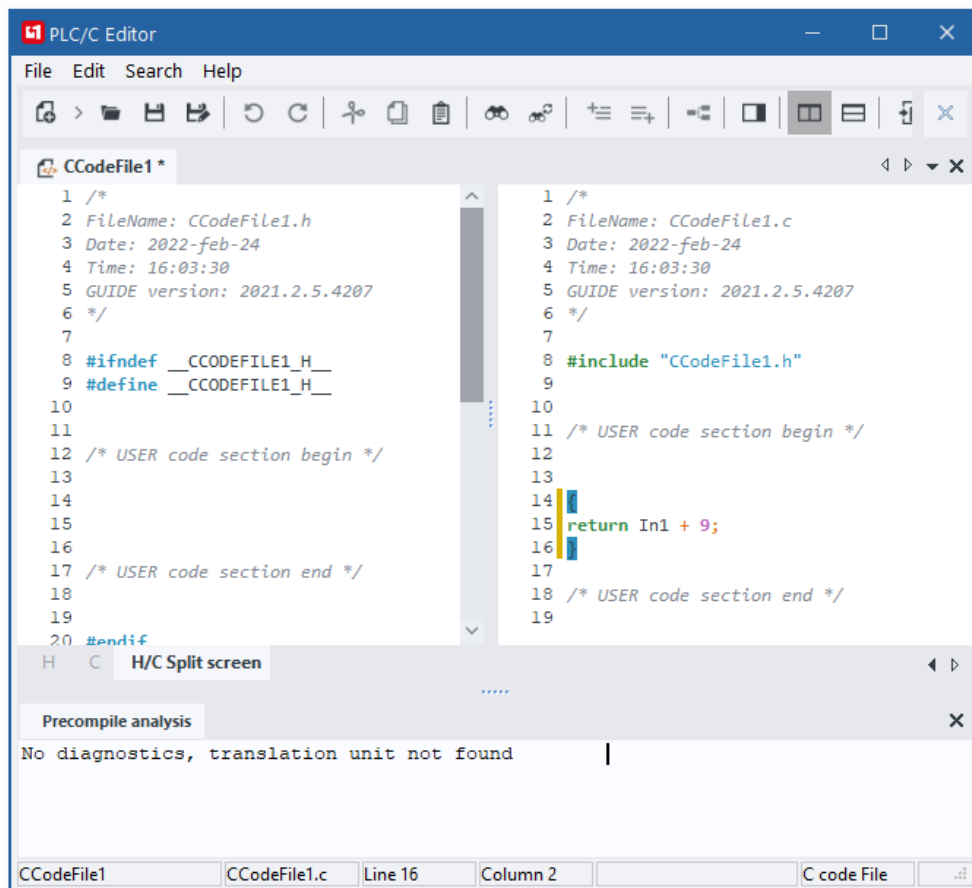 PLC/C Editor
File Edit Search Help
CCodeFile1 *
1 /*
2 FileName: CCodeFile1.h
3 Date: 2022-feb-24
4 Time: 16:03:30
5 GUIDE version: 2021.2.5.4207
6 */
7
8 #ifndef __CCODEFILE1_H__
9 #define __CCODEFILE1_H__
10
11
12 /* USER code section begin */
13
14
15
16
17 /* USER code section end */
18
19
20 #endif
1 /*
2 FileName: CCodeFile1.c
3 Date: 2022-feb-24
4 Time: 16:03:30
5 GUIDE version: 2021.2.5.4207
6 */
7
8 #include "CCodeFile1.h"
9
10
11 /* USER code section begin */
12
13
14 {
15 return In1 + 9;
16 }
17
18 /* USER code section end */
19
H C H/C Split screen
Precompile analysis
No diagnostics, translation unit not found
CCodeFile1 CCodeFile1.c Line 16 Column 2 C code File